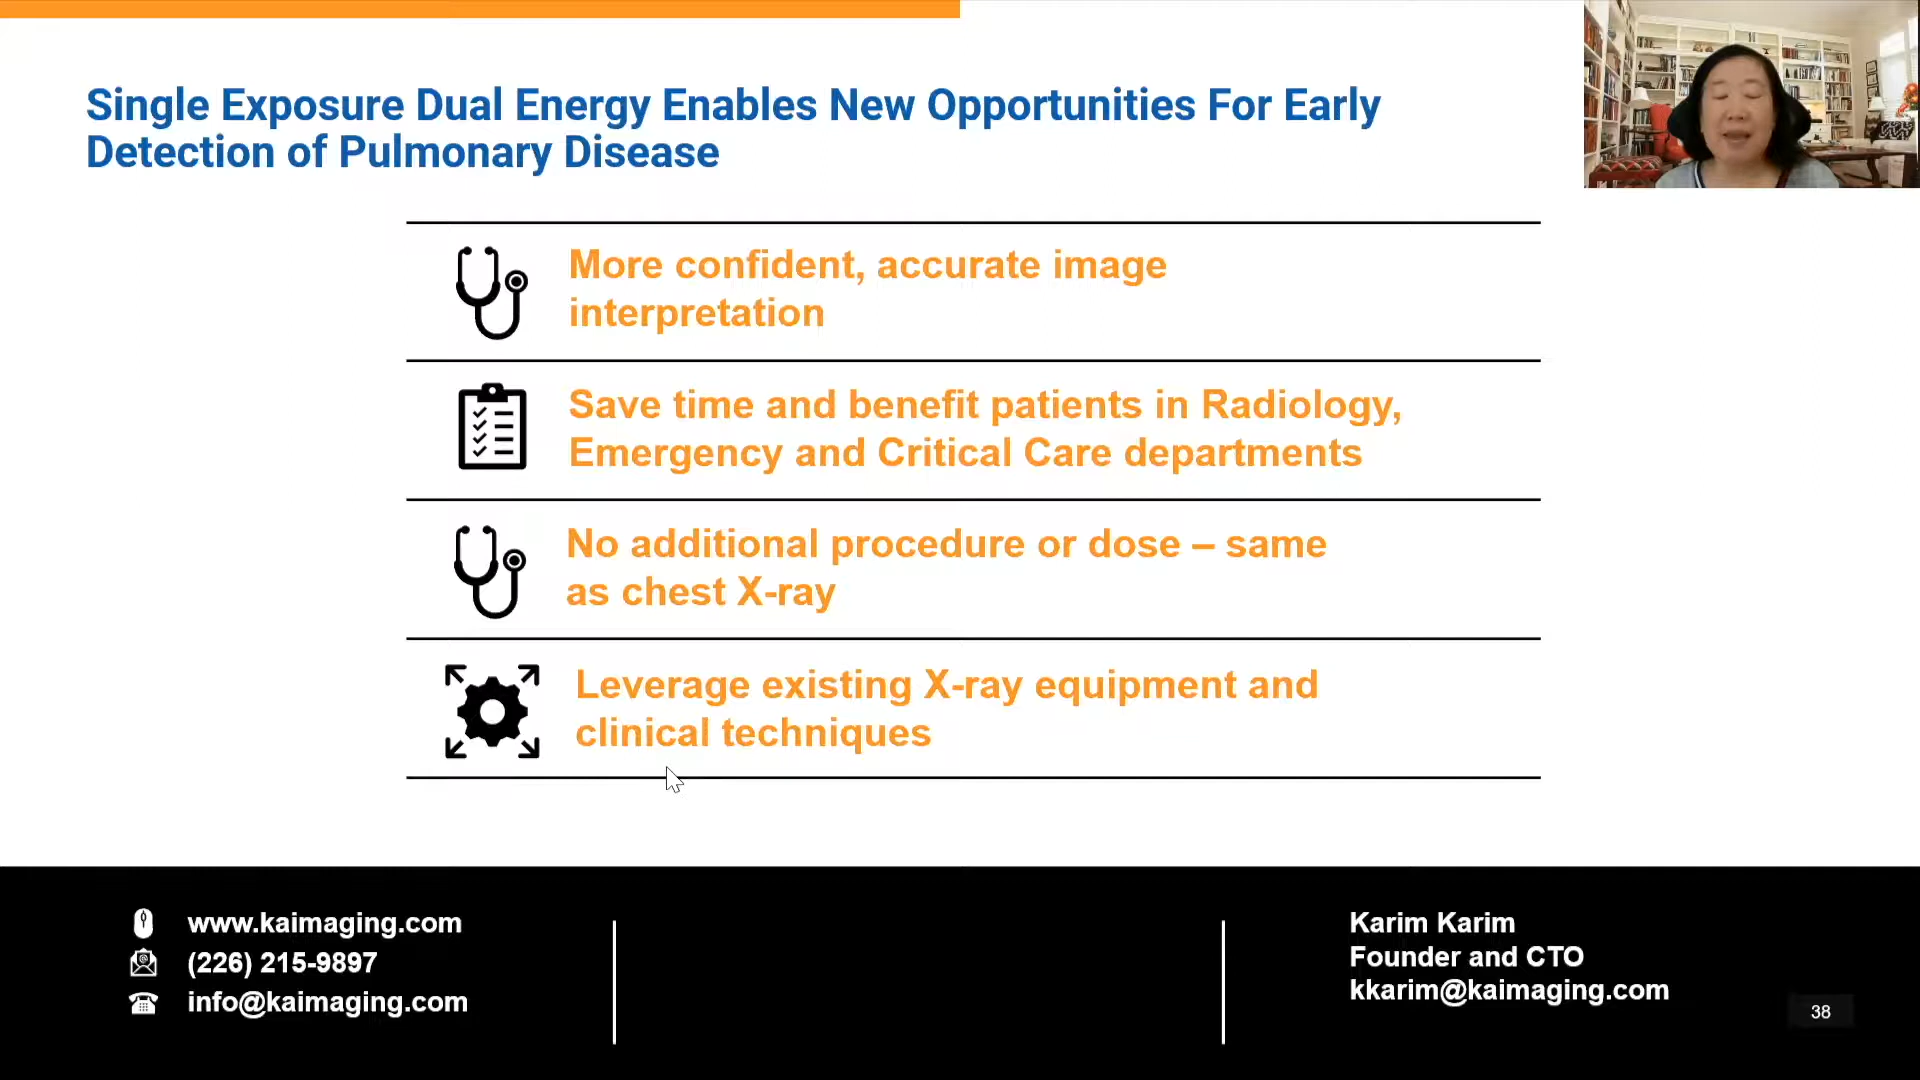 Single Exposure Dual Energy Enables New Opportunities For Early
Detection of Pulmonary Disease
More confident, accurate image
interpretation
Save time and benefit patients in Radiology,
Emergency and Critical Care departments
No additional procedure or dose – same
as chest X-ray
Leverage existing X-ray equipment and
clinical techniques
www.kaimaging.com
(226) 215-9897
info@kaimaging.com
Karim Karim
Founder and CTO
kkarim@kaimaging.com
38